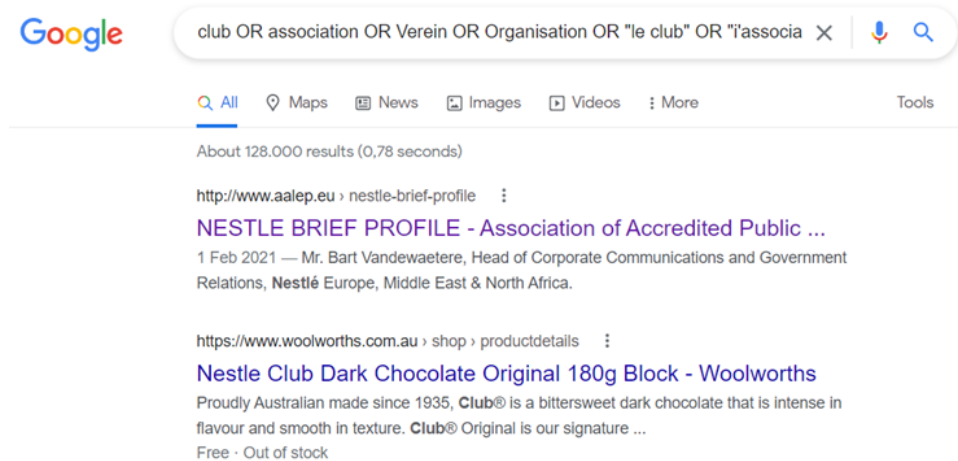 Google
club OR association OR Verein OR Organisation OR "le club" OR "i'associa
All Maps News Images Videos More Tools
About 128.000 results (0,78 seconds)
http://www.aalep.eu › nestle-brief-profile
NESTLE BRIEF PROFILE - Association of Accredited Public ...
1 Feb 2021 — Mr. Bart Vandewaetere, Head of Corporate Communications and Government
Relations, Nestlé Europe, Middle East & North Africa.
https://www.woolworths.com.au › shop › productdetails
Nestle Club Dark Chocolate Original 180g Block - Woolworths
Proudly Australian made since 1935, Club® is a bittersweet dark chocolate that is intense in
flavour and smooth in texture. Club® Original is our signature ...
Free · Out of stock